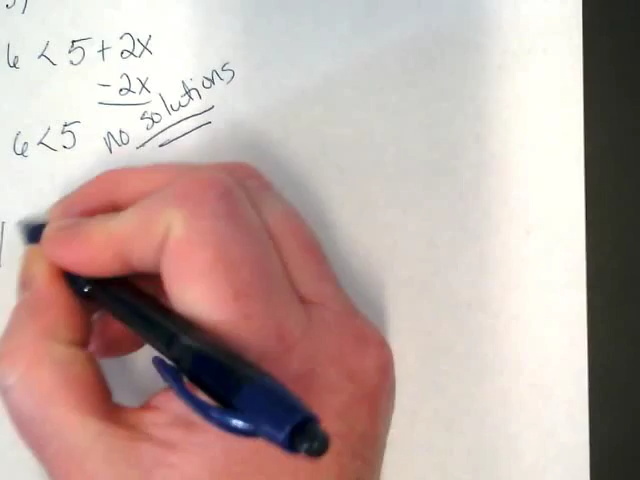 6 < 5 + 2x
- 2x
6 < 5 no solutions